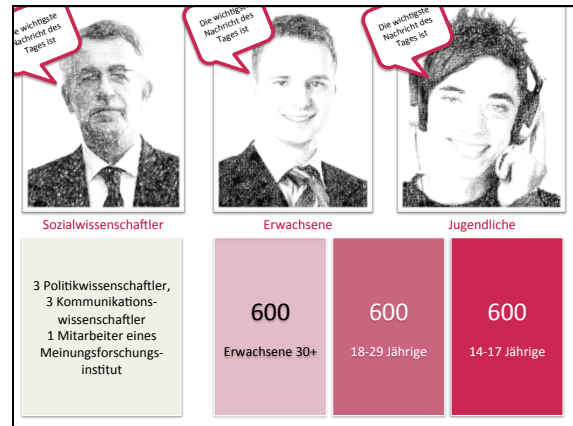 Die wichtigste
Nachricht des
Tages ist
Die wichtigste
Nachricht des
Tages ist
Die wichtigste
Nachricht des
Tages ist
Sozialwissenschaftler
Erwachsene
Jugendliche
3 Politikwissenschaftler,
3 Kommunikations-
wissenschaftler
1 Mitarbeiter eines
Meinungsforschungs-
institut
600
Erwachsene 30+
600
18-29 Jährige
600
14-17 Jährige